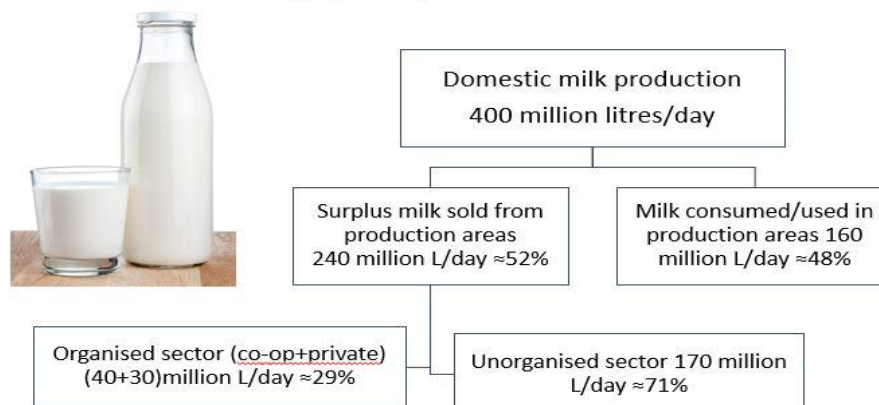 Domestic milk production
400 million litres/day
Surplus milk sold from
production areas
240 million L/day ≈52%
Milk consumed/used in
production areas 160
million L/day ≈48%
Organised sector (co-op+private)
(40+30)million L/day ≈29%
Unorganised sector 170 million
L/day ≈71%